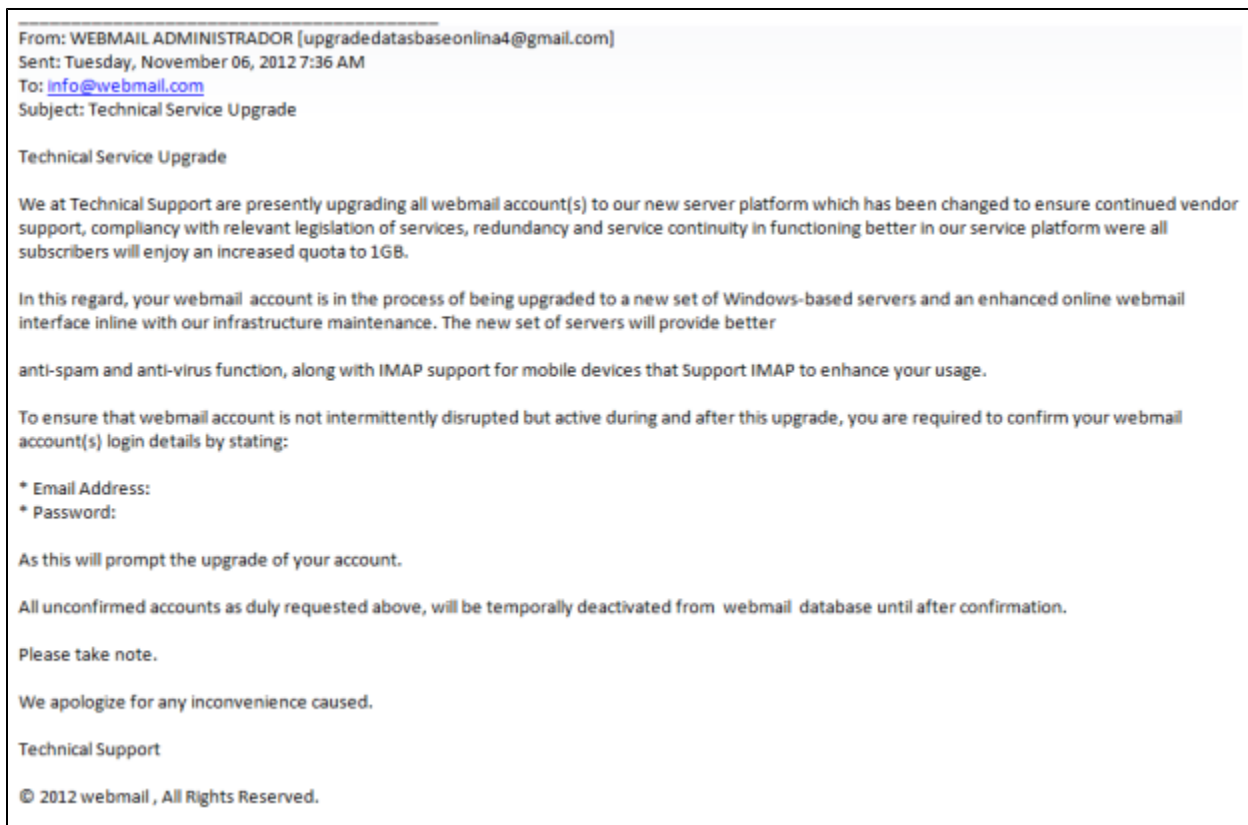 From: WEBMAIL ADMINISTRADOR [upgradedatasbaseonlina4@gmail.com]
Sent: Tuesday, November 06, 2012 7:36 AM
To: info@webmail.com
Subject: Technical Service Upgrade
Technical Service Upgrade
We at Technical Support are presently upgrading all webmail account(s) to our new server platform which has been changed to ensure continued vendor
support, compliancy with relevant legislation of services, redundancy and service continuity in functioning better in our service platform were all
subscribers will enjoy an increased quota to 1GB.
In this regard, your webmail account is in the process of being upgraded to a new set of Windows-based servers and an enhanced online webmail
interface inline with our infrastructure maintenance. The new set of servers will provide better
anti-spam and anti-virus function, along with IMAP support for mobile devices that Support IMAP to enhance your usage.
To ensure that webmail account is not intermittently disrupted but active during and after this upgrade, you are required to confirm your webmail
account(s) login details by stating:
* Email Address:
* Password:
As this will prompt the upgrade of your account.
All unconfirmed accounts as duly requested above, will be temporally deactivated from webmail database until after confirmation.
Please take note.
We apologize for any inconvenience caused.
Technical Support
© 2012 webmail , All Rights Reserved.